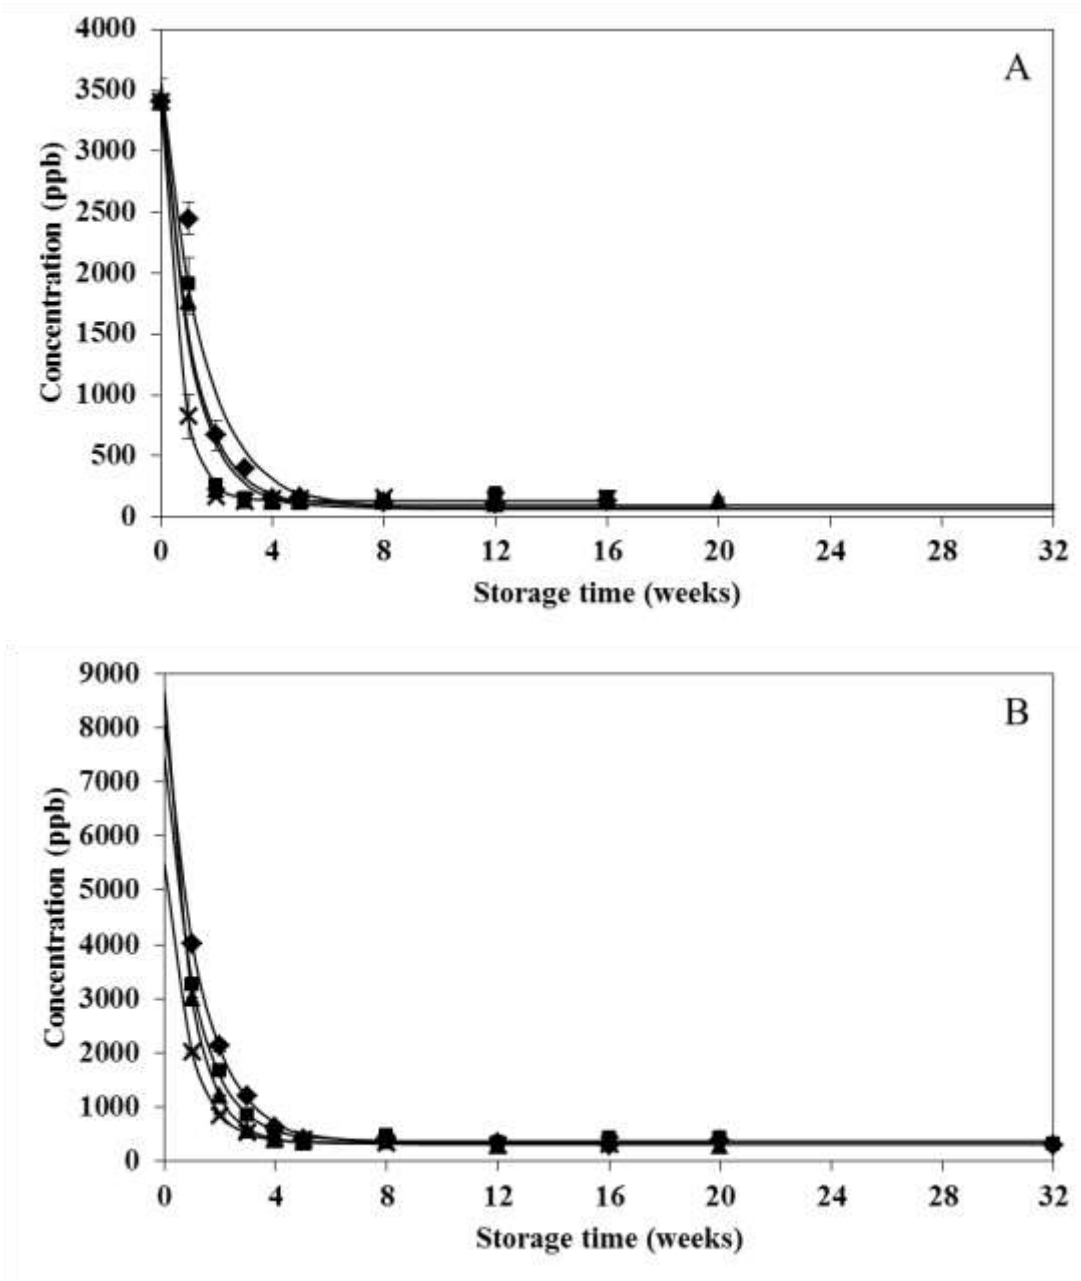 4000
A
3500
3000
2500
2000
1500
1000
500
0
Concentration (ppb)
0 4 8 12 16 20 24 28 32
Storage time (weeks)
9000
B
8000
7000
6000
5000
4000
3000
2000
1000
0
Concentration (ppb)
0 4 8 12 16 20 24 28 32
Storage time (weeks)